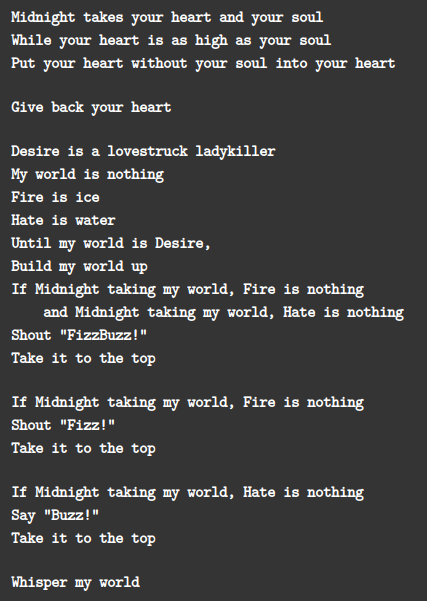 Midnight takes your heart and your soul
While your heart is as high as your soul
Put your heart without your soul into your heart

Give back your heart

Desire is a lovestruck ladykiller
My world is nothing
Fire is ice
Hate is water
Until my world is Desire,
Build my world up
If Midnight taking my world, Fire is nothing
    and Midnight taking my world, Hate is nothing
Shout "FizzBuzz!"
Take it to the top

If Midnight taking my world, Fire is nothing
Shout "Fizz!"
Take it to the top

If Midnight taking my world, Hate is nothing
Say "Buzz!"
Take it to the top

Whisper my world